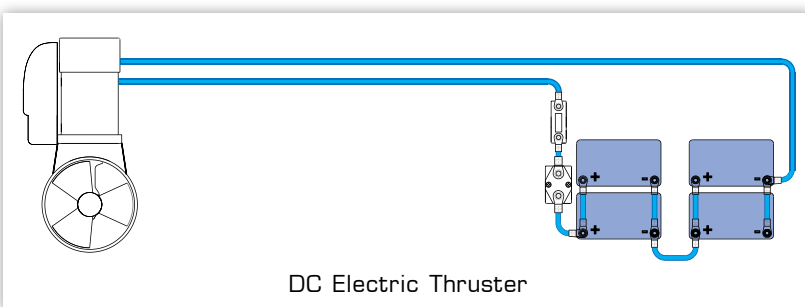 + - + -
+ - + -
DC Electric Thruster